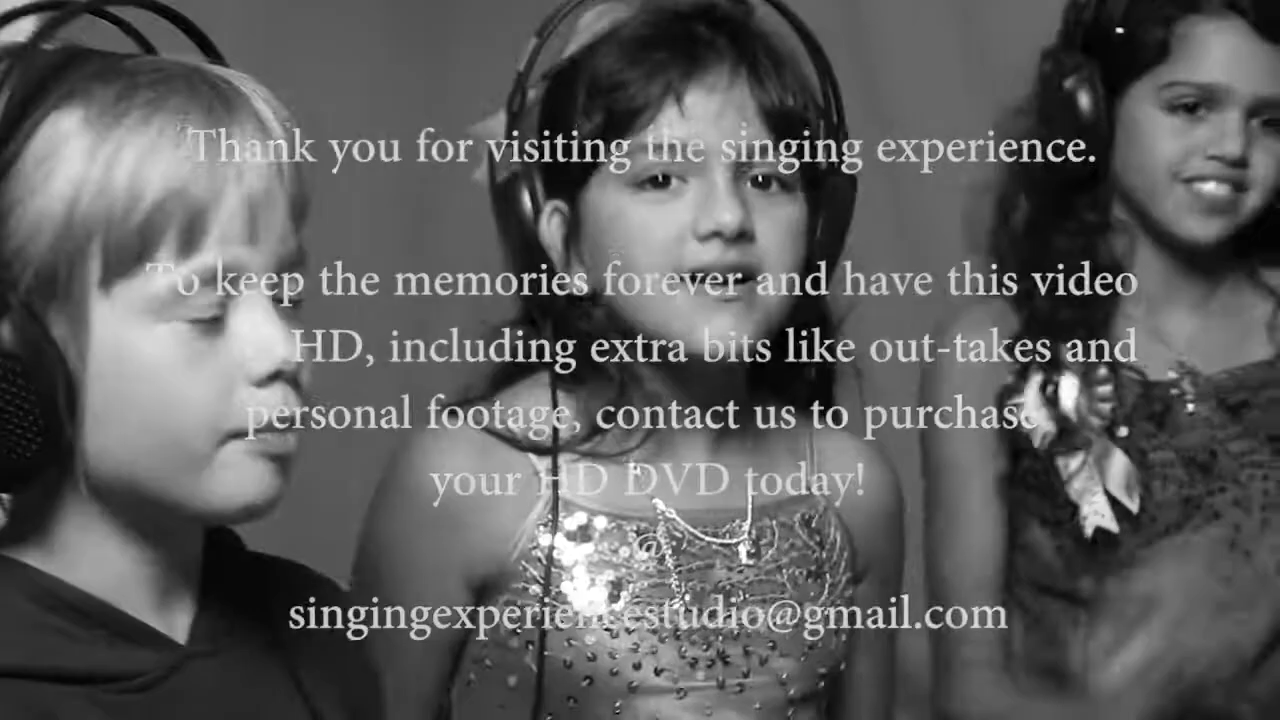 Thank you for visiting the singing experience.
To keep the memories forever and have this video
HD, including extra bits like out-takes and
personal footage, contact us to purchase
your HD DVD today!
@
singingexperiencestudio@gmail.com